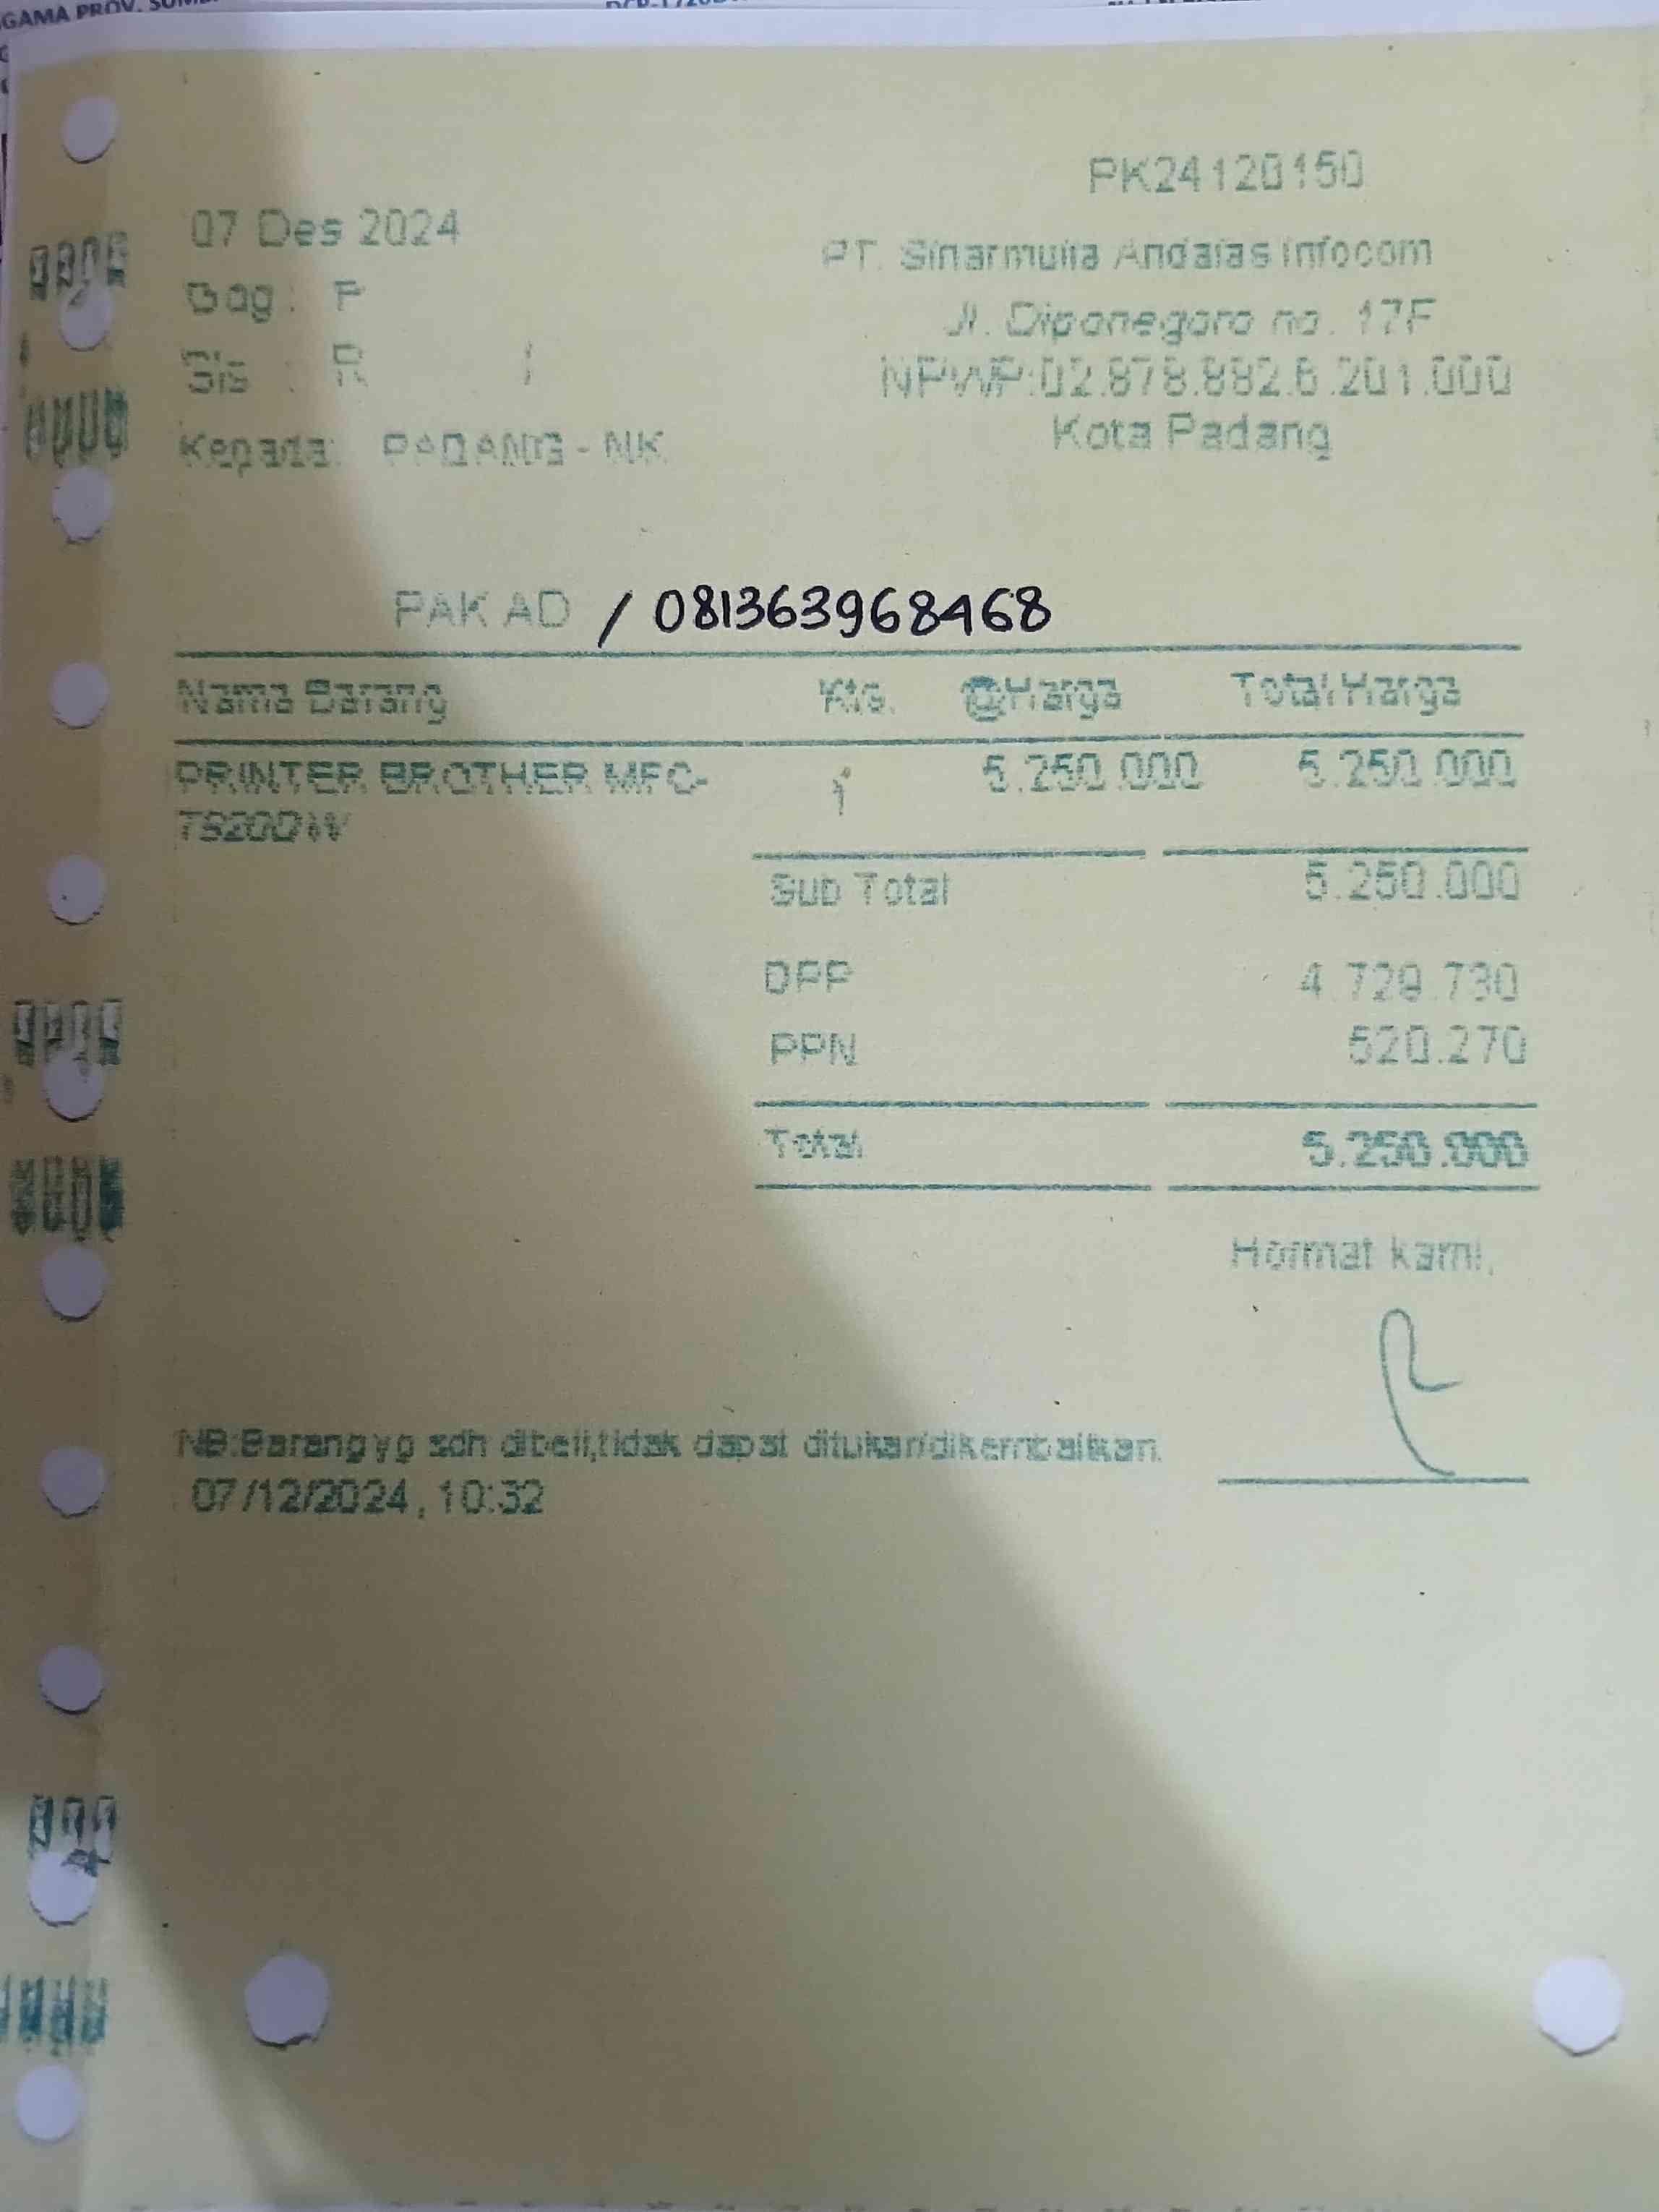 PK24120150
07 Des 2024
PT. Sinarmulia Andalas Infocom
Bag : P
Jl. Diponegoro no. 17F
Sls : R /
NPWP:02.878.882.6.201.000
Kepada: PADANG - NK
Kota Padang
PAK AD / 081363968468
Nama Barang Kts. @Harga Total Harga
PRINTER BROTHER MFC- 1 5.250.000 5.250.000
Sub Total 5.250.000
DPP 4.729.730
PPN 520.270
Total 5.250.000
Hormat kami,
NB:Barang yg sdh dibeli,tidak dapat ditukar/dikembalikan.
07/12/2024, 10:32